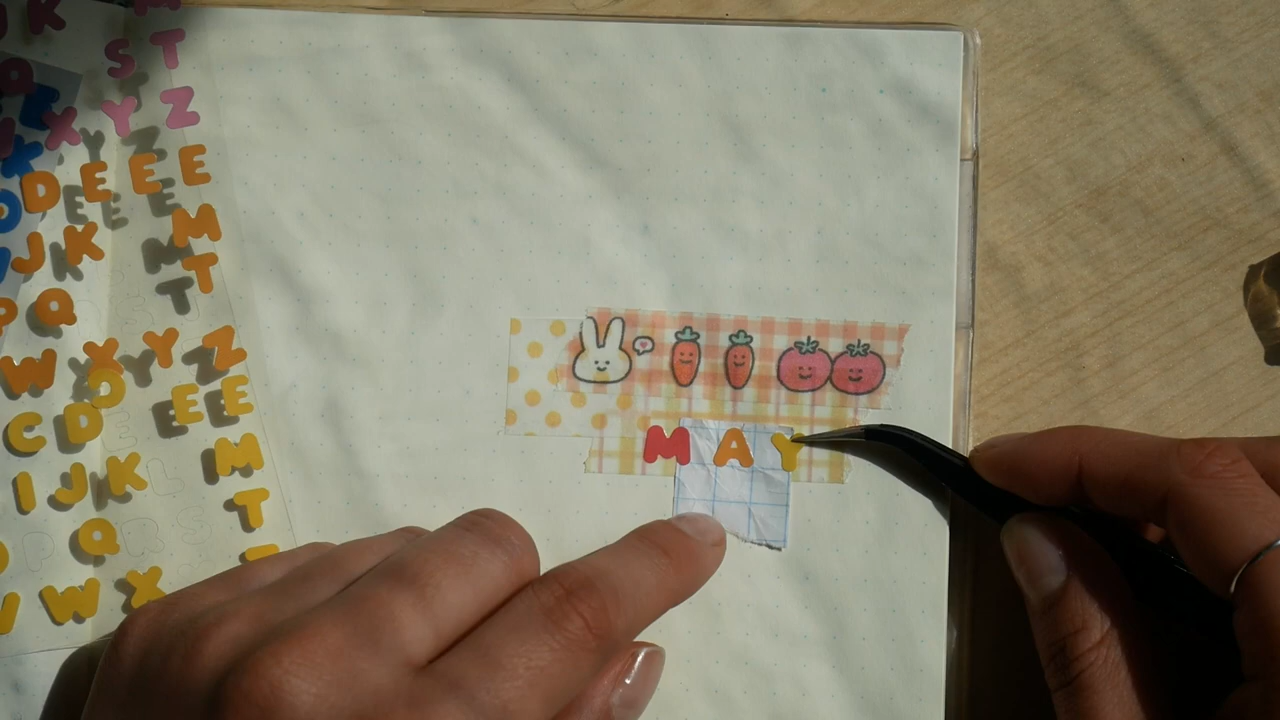 K M
Q S T
X Y Z
K D E E E
O J K M
T
Q
W X Y Z
O
C D E E
I J K M
T
Q
W X
MAY